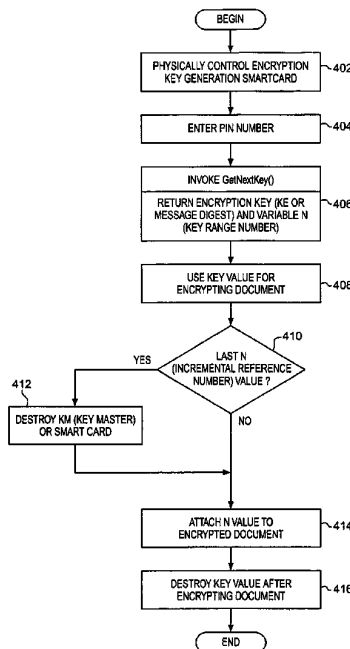 BEGIN
PHYSICALLY CONTROL ENCRYPTION
KEY GENERATION SMARTCARD
402
ENTER PIN NUMBER
404
INVOKE GetNextKey()
RETURN ENCRYPTION KEY (KE OR
MESSAGE DIGEST) AND VARIABLE N
(KEY RANGE NUMBER)
406
USE KEY VALUE FOR
ENCRYPTING DOCUMENT
408
410
LAST N
(INCREMENTAL REFERENCE
NUMBER) VALUE ?
YES
NO
412
DESTROY KM (KEY MASTER)
OR SMART CARD
ATTACH N VALUE TO
ENCRYPTED DOCUMENT
414
DESTROY KEY VALUE AFTER
ENCRYPTING DOCUMENT
416
END